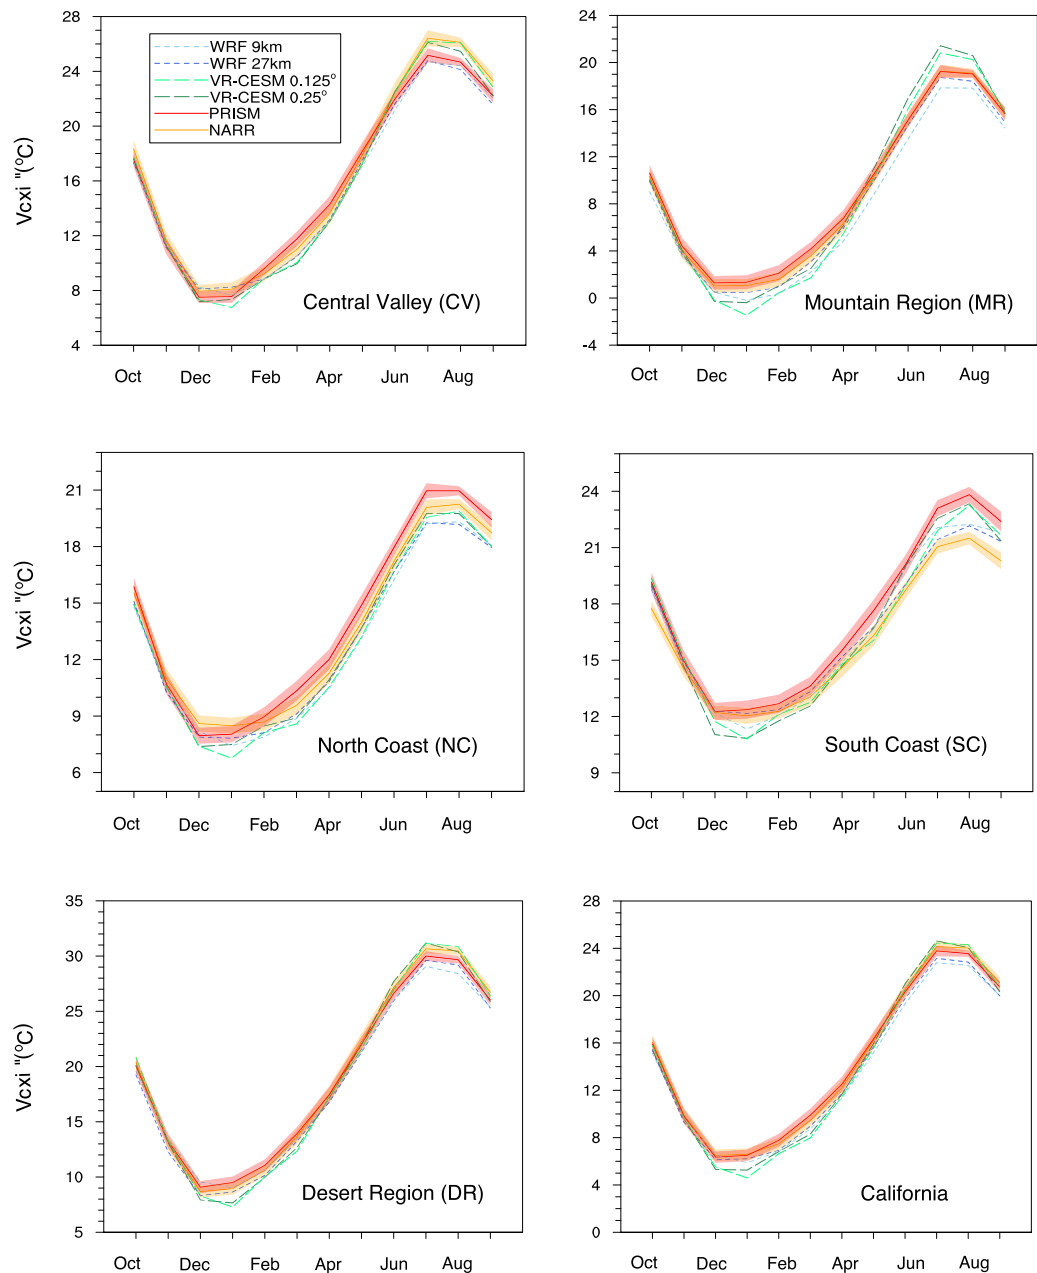 28
24
20
16
12
8
4
Vcxi "(°C)
WRF 9km
WRF 27km
VR-CESM 0.125°
VR-CESM 0.25°
PRISM
NARR
Central Valley (CV)
Oct Dec Feb Apr Jun Aug
24
20
16
12
8
4
0
-4
Mountain Region (MR)
Oct Dec Feb Apr Jun Aug
21
18
15
12
9
6
Vcxi "(°C)
North Coast (NC)
Oct Dec Feb Apr Jun Aug
24
21
18
15
12
9
South Coast (SC)
Oct Dec Feb Apr Jun Aug
35
30
25
20
15
10
5
Vcxi "(°C)
Desert Region (DR)
Oct Dec Feb Apr Jun Aug
28
24
20
16
12
8
4
0
California
Oct Dec Feb Apr Jun Aug